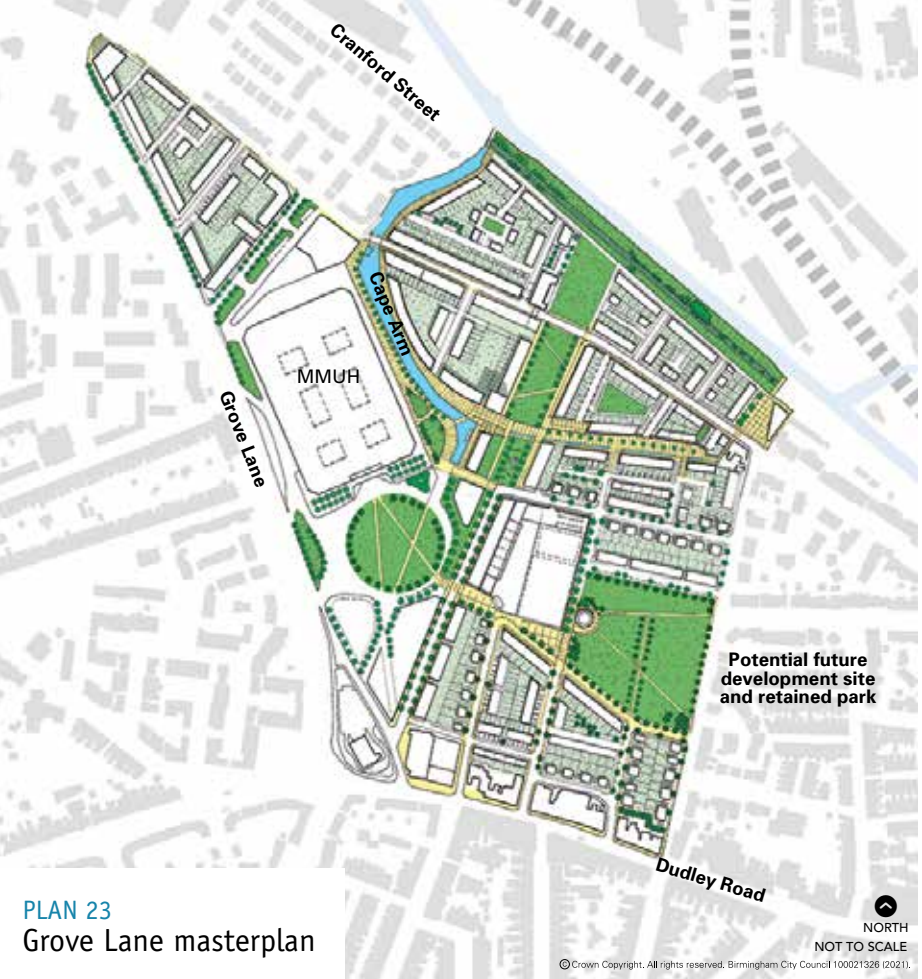 Cranford Street
Cape Arm
MMUH
Grove Lane
Potential future
development site
and retained park
Dudley Road
PLAN 23
Grove Lane masterplan
NORTH
NOT TO SCALE
© Crown Copyright. All rights reserved. Birmingham City Council 100021326 (2021).